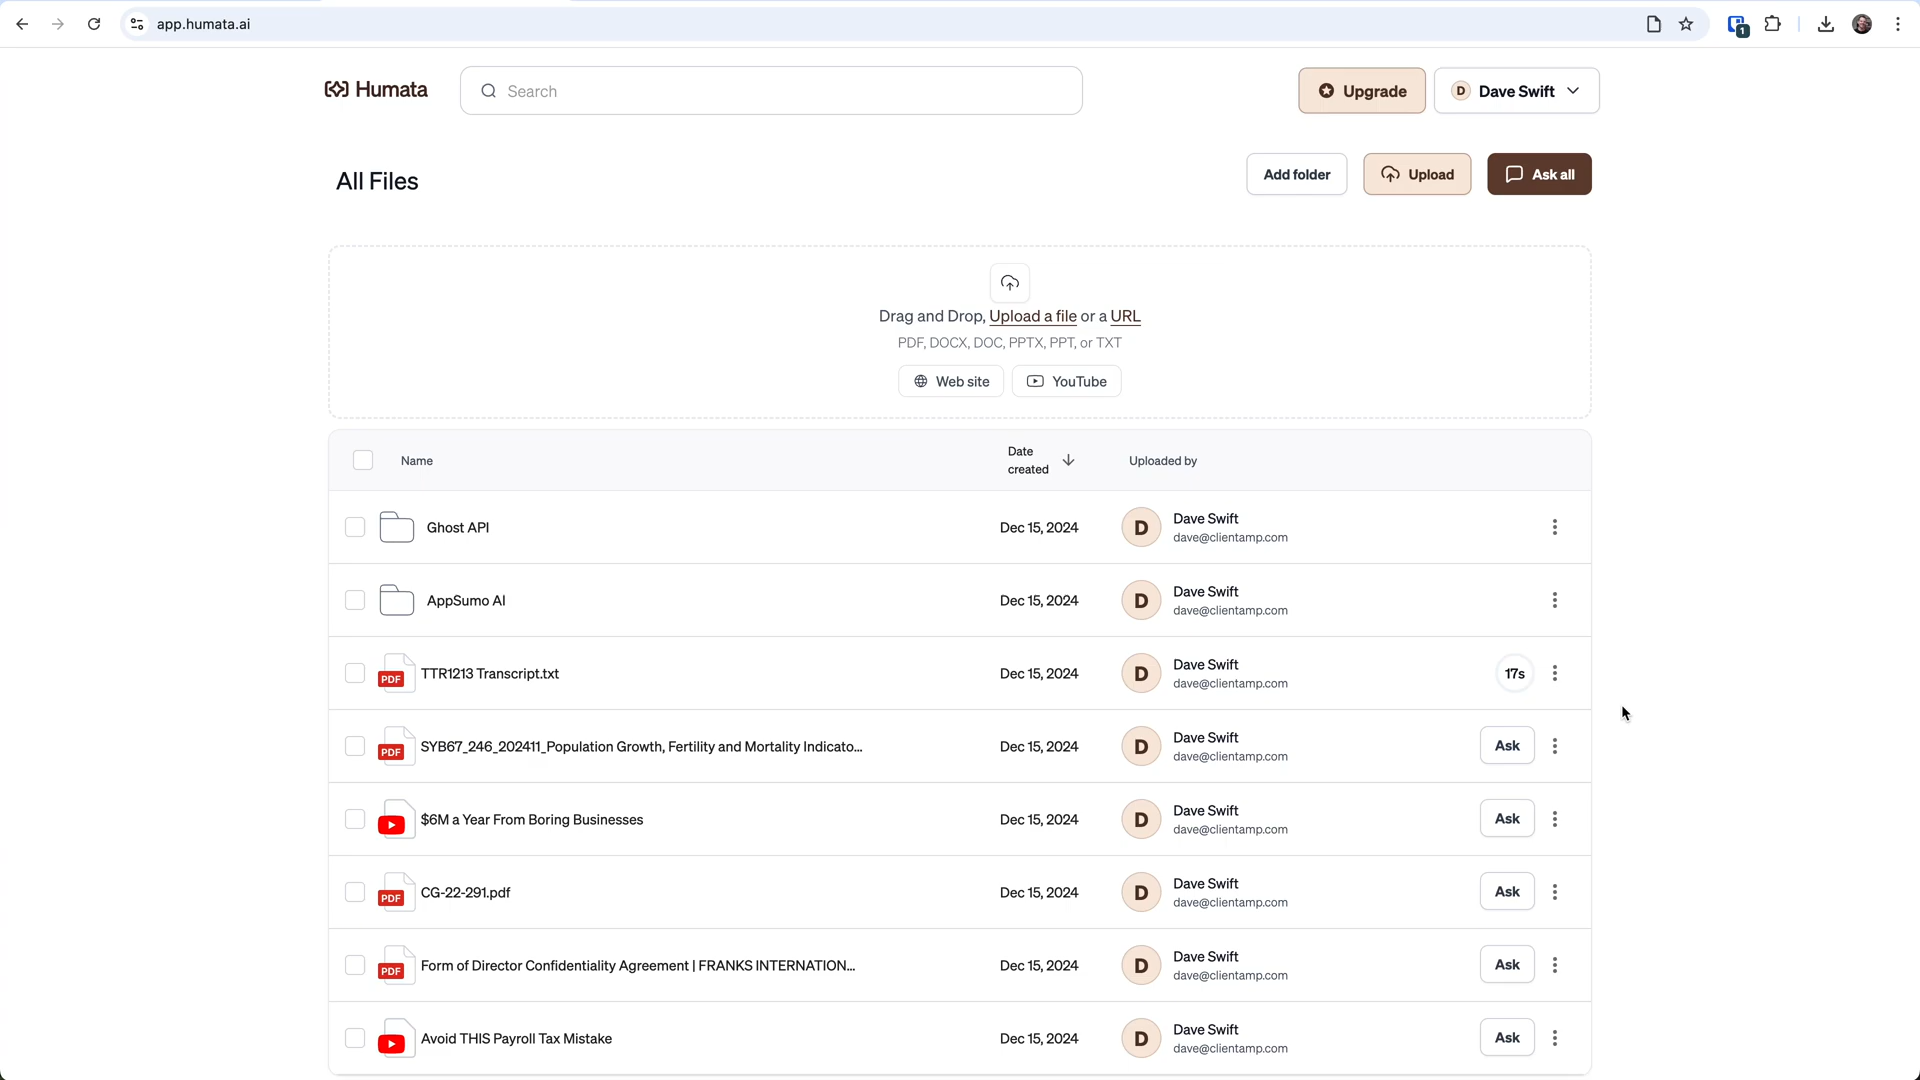 app.humata.ai
1
Humata
Search
Upgrade
D Dave Swift
All Files
Add folder
Upload
Ask all
Drag and Drop, Upload a file or a URL
PDF, DOCX, DOC, PPTX, PPT, or TXT
Web site
YouTube
Name
Date created
Uploaded by
Ghost API
Dec 15, 2024
D
Dave Swift
dave@clientamp.com
AppSumo AI
Dec 15, 2024
D
Dave Swift
dave@clientamp.com
PDF
TTR1213 Transcript.txt
Dec 15, 2024
D
Dave Swift
dave@clientamp.com
17s
PDF
SYB67_246_202411_Population Growth, Fertility and Mortality Indicato...
Dec 15, 2024
D
Dave Swift
dave@clientamp.com
Ask
$6M a Year From Boring Businesses
Dec 15, 2024
D
Dave Swift
dave@clientamp.com
Ask
PDF
CG-22-291.pdf
Dec 15, 2024
D
Dave Swift
dave@clientamp.com
Ask
PDF
Form of Director Confidentiality Agreement | FRANKS INTERNATION...
Dec 15, 2024
D
Dave Swift
dave@clientamp.com
Ask
Avoid THIS Payroll Tax Mistake
Dec 15, 2024
D
Dave Swift
dave@clientamp.com
Ask